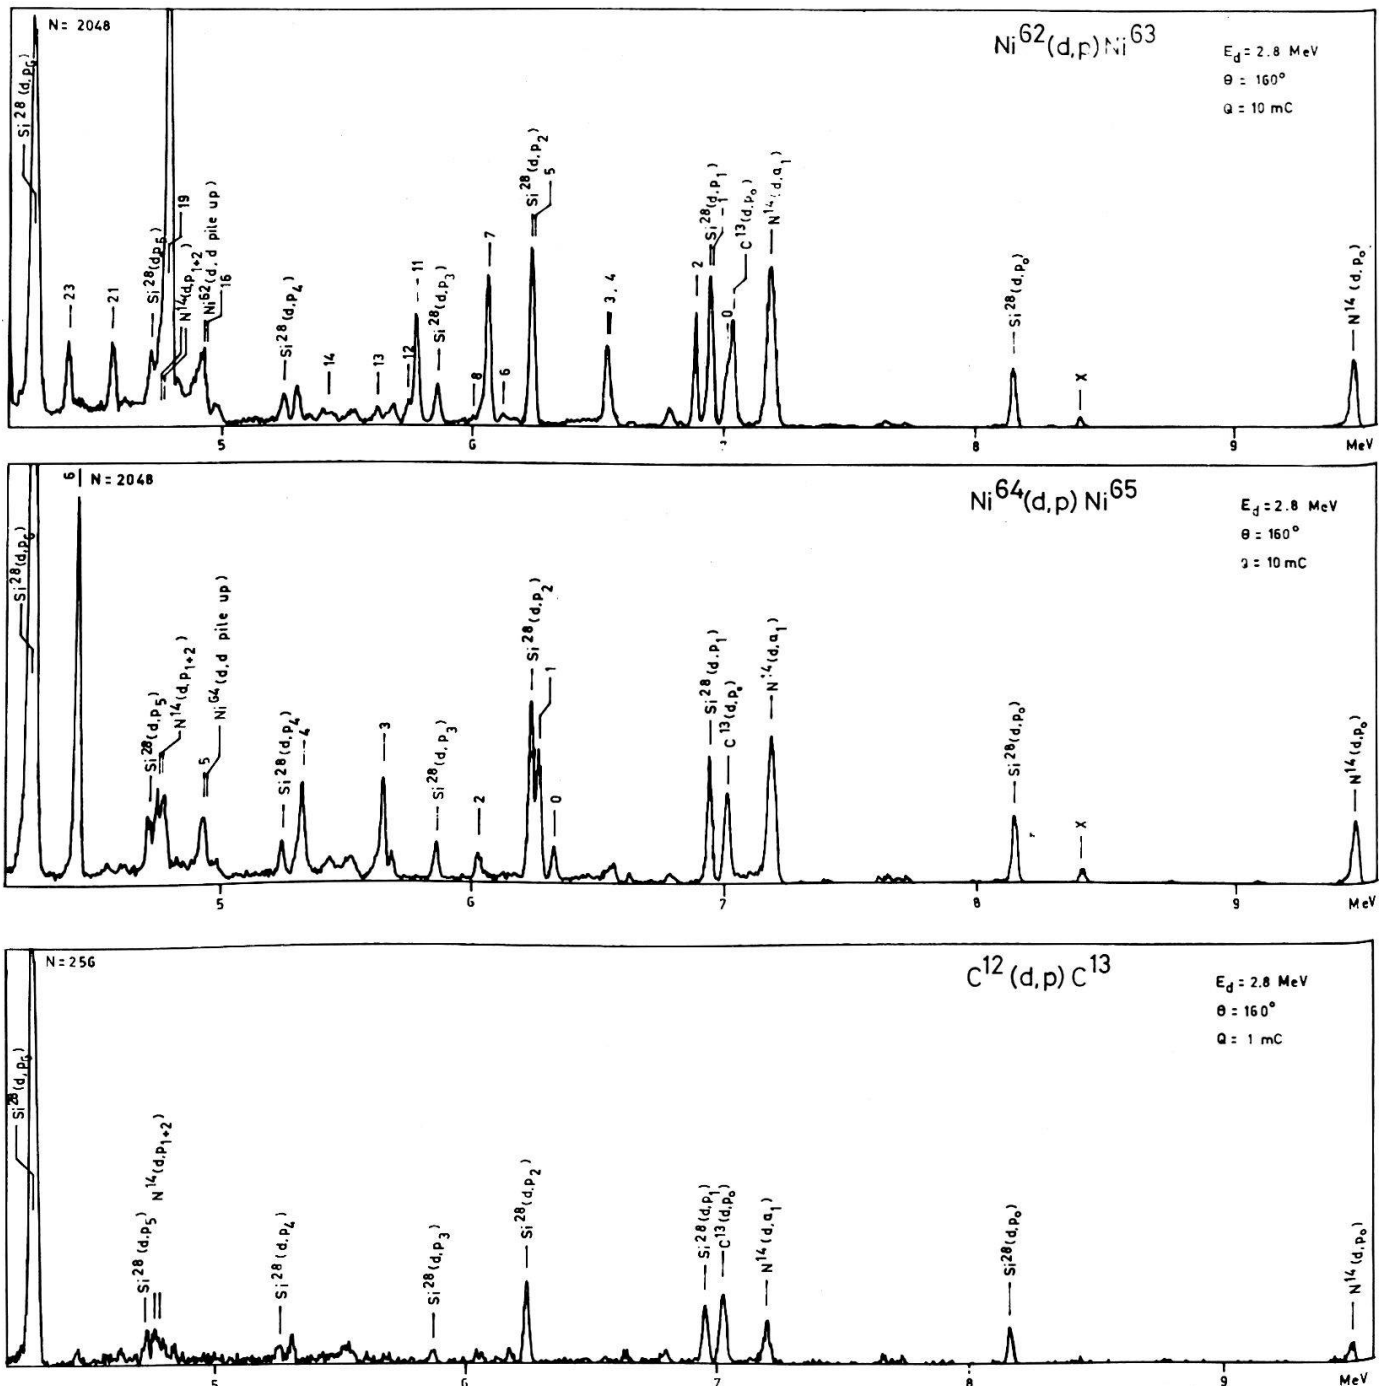 N = 2048
Ni62(d,p)Ni63
Ed = 2.8 MeV
θ = 160°
Q = 10 mC
Si28(d,p6)
23
21
Si28(d,p5)
N14(d,p1+2)
19
Ni62(d,d pile up)
16
Si28(d,p4)
14
13
12
11
Si28(d,p3)
8
7
6
Si28(d,p2)
5
3,4
2
Si28(d,p1)
1
0
C13(d,p0)
N14(d,α1)
Si28(d,p0)
X
N14(d,p0)
5
6
8
9
MeV
6
N = 2048
Ni64(d,p)Ni65
Ed = 2.8 MeV
θ = 160°
= 10 mC
Si28(d,p6)
Si28(d,p5)
N14(d,p1+2)
5
Ni64(d,d pile up)
Si28(d,p4)
4
3
Si28(d,p3)
2
Si28(d,p2)
1
0
Si28(d,p1)
C13(d,p0)
N14(d,α1)
Si28(d,p0)
X
N14(d,p0)
5
6
7
8
9
MeV
N = 256
C12(d,p)C13
Ed = 2.8 MeV
θ = 160°
Q = 1 mC
Si28(d,p6)
Si28(d,p5)
N14(d,p1+2)
Si28(d,p4)
Si28(d,p3)
Si28(d,p2)
Si28(d,p1)
C13(d,p0)
N14(d,α1)
Si28(d,p0)
N14(d,p0)
5
6
7
8
9
MeV